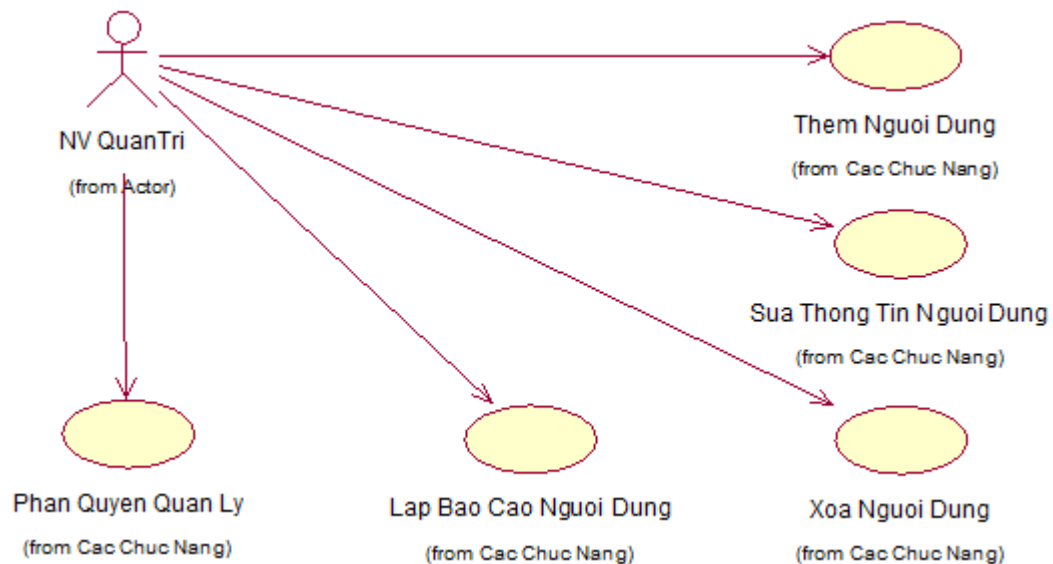 NV QuanTri
(from Actor)
Them Nguoi Dung
(from Cac Chuc Nang)
Sua Thong Tin Nguoi Dung
(from Cac Chuc Nang)
Phan Quyen Quan Ly
(from Cac Chuc Nang)
Lap Bao Cao Nguoi Dung
(from Cac Chuc Nang)
Xoa Nguoi Dung
(from Cac Chuc Nang)